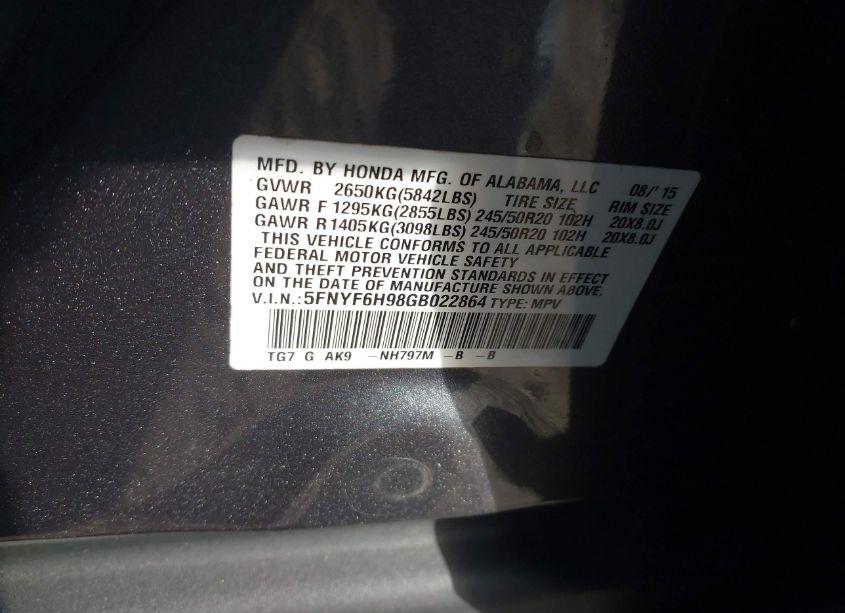 MFD. BY HONDA MFG. OF ALABAMA, LLC 08/'15
GVWR 2650KG(5842LBS) TIRE SIZE RIM SIZE
GAWR F 1295KG(2855LBS) 245/50R20 102H 20X8.0J
GAWR R 1405KG(3098LBS) 245/50R20 102H 20X8.0J
THIS VEHICLE CONFORMS TO ALL APPLICABLE
FEDERAL MOTOR VEHICLE SAFETY
AND THEFT PREVENTION STANDARDS IN EFFECT
ON THE DATE OF MANUFACTURE SHOWN ABOVE.
V.I.N.:5FNYF6H98GB022864 TYPE: MPV
TG7 G AK9 -NH797M -B -B